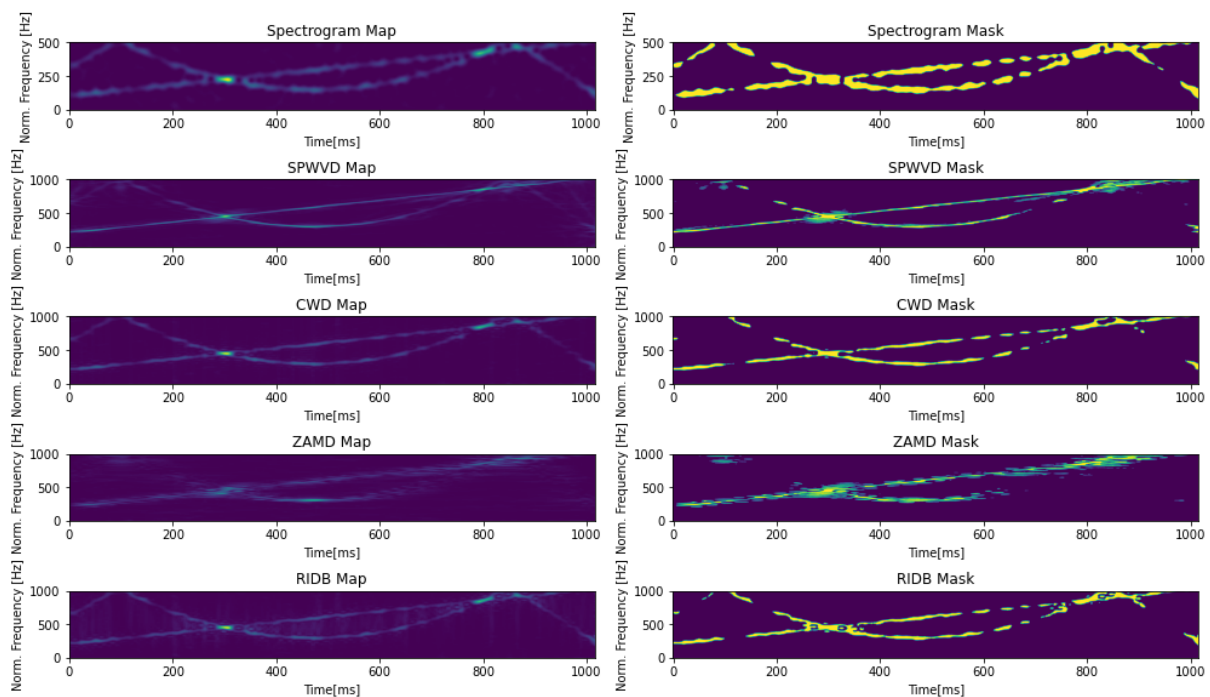 Spectrogram Map
Norm. Frequency [Hz]
500
250
0
0 200 400 600 800 1000
Time[ms]
Spectrogram Mask
Norm. Frequency [Hz]
500
250
0
0 200 400 600 800 1000
Time[ms]
SPWVD Map
Norm. Frequency [Hz]
1000
500
0
0 200 400 600 800 1000
Time[ms]
SPWVD Mask
Norm. Frequency [Hz]
1000
500
0
0 200 400 600 800 1000
Time[ms]
CWD Map
Norm. Frequency [Hz]
1000
500
0
0 200 400 600 800 1000
Time[ms]
CWD Mask
Norm. Frequency [Hz]
1000
500
0
0 200 400 600 800 1000
Time[ms]
ZAMD Map
Norm. Frequency [Hz]
1000
500
0
0 200 400 600 800 1000
Time[ms]
ZAMD Mask
Norm. Frequency [Hz]
1000
500
0
0 200 400 600 800 1000
Time[ms]
RIDB Map
Norm. Frequency [Hz]
1000
500
0
0 200 400 600 800 1000
Time[ms]
RIDB Mask
Norm. Frequency [Hz]
1000
500
0
0 200 400 600 800 1000
Time[ms]